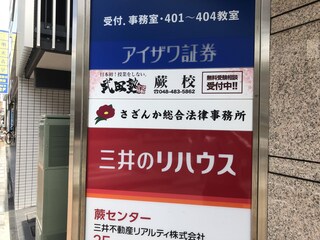 受付、事務室・401～404教室
アイザワ証券
日本初！授業をしない。
武田塾 蕨校
☎048-483-5862
無料受験相談
受付中!!
さざんか総合法律事務所
三井のリハウス
蕨センター
三井不動産リアルティ株式会社